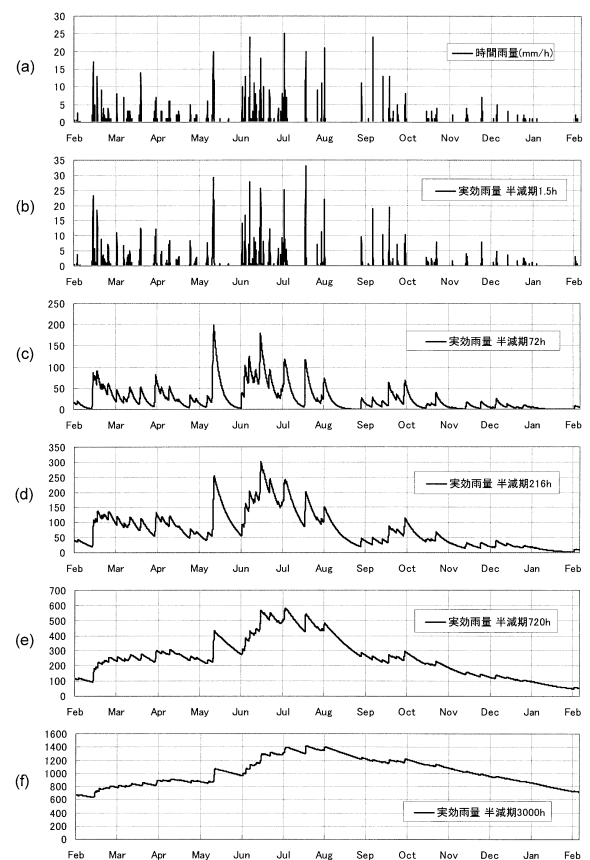 (a)
30
25
20
15
10
5
0
時間雨量(mm/h)
Feb Mar Apr May Jun Jul Aug Sep Oct Nov Dec Jan Feb
(b)
35
30
25
20
15
10
5
0
実効雨量 半減期1.5h
Feb Mar Apr May Jun Jul Aug Sep Oct Nov Dec Jan Feb
(c)
250
200
150
100
50
0
実効雨量 半減期72h
Feb Mar Apr May Jun Jul Aug Sep Oct Nov Dec Jan Feb
(d)
350
300
250
200
150
100
50
0
実効雨量 半減期216h
Feb Mar Apr May Jun Jul Aug Sep Oct Nov Dec Jan Feb
(e)
700
600
500
400
300
200
100
0
実効雨量 半減期720h
Feb Mar Apr May Jun Jul Aug Sep Oct Nov Dec Jan Feb
(f)
1600
1400
1200
1000
800
600
400
200
0
実効雨量 半減期3000h
Feb Mar Apr May Jun Jul Aug Sep Oct Nov Dec Jan Feb